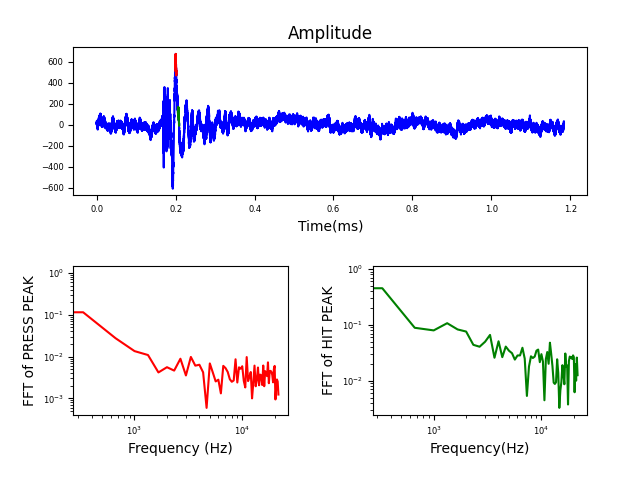 Amplitude
600
400
200
0
−200
−400
−600
0.0 0.2 0.4 0.6 0.8 1.0 1.2
Time(ms)
FFT of PRESS PEAK
10⁰
10⁻¹
10⁻²
10⁻³
10³ 10⁴
Frequency (Hz)
FFT of HIT PEAK
10⁰
10⁻¹
10⁻²
10³ 10⁴
Frequency(Hz)